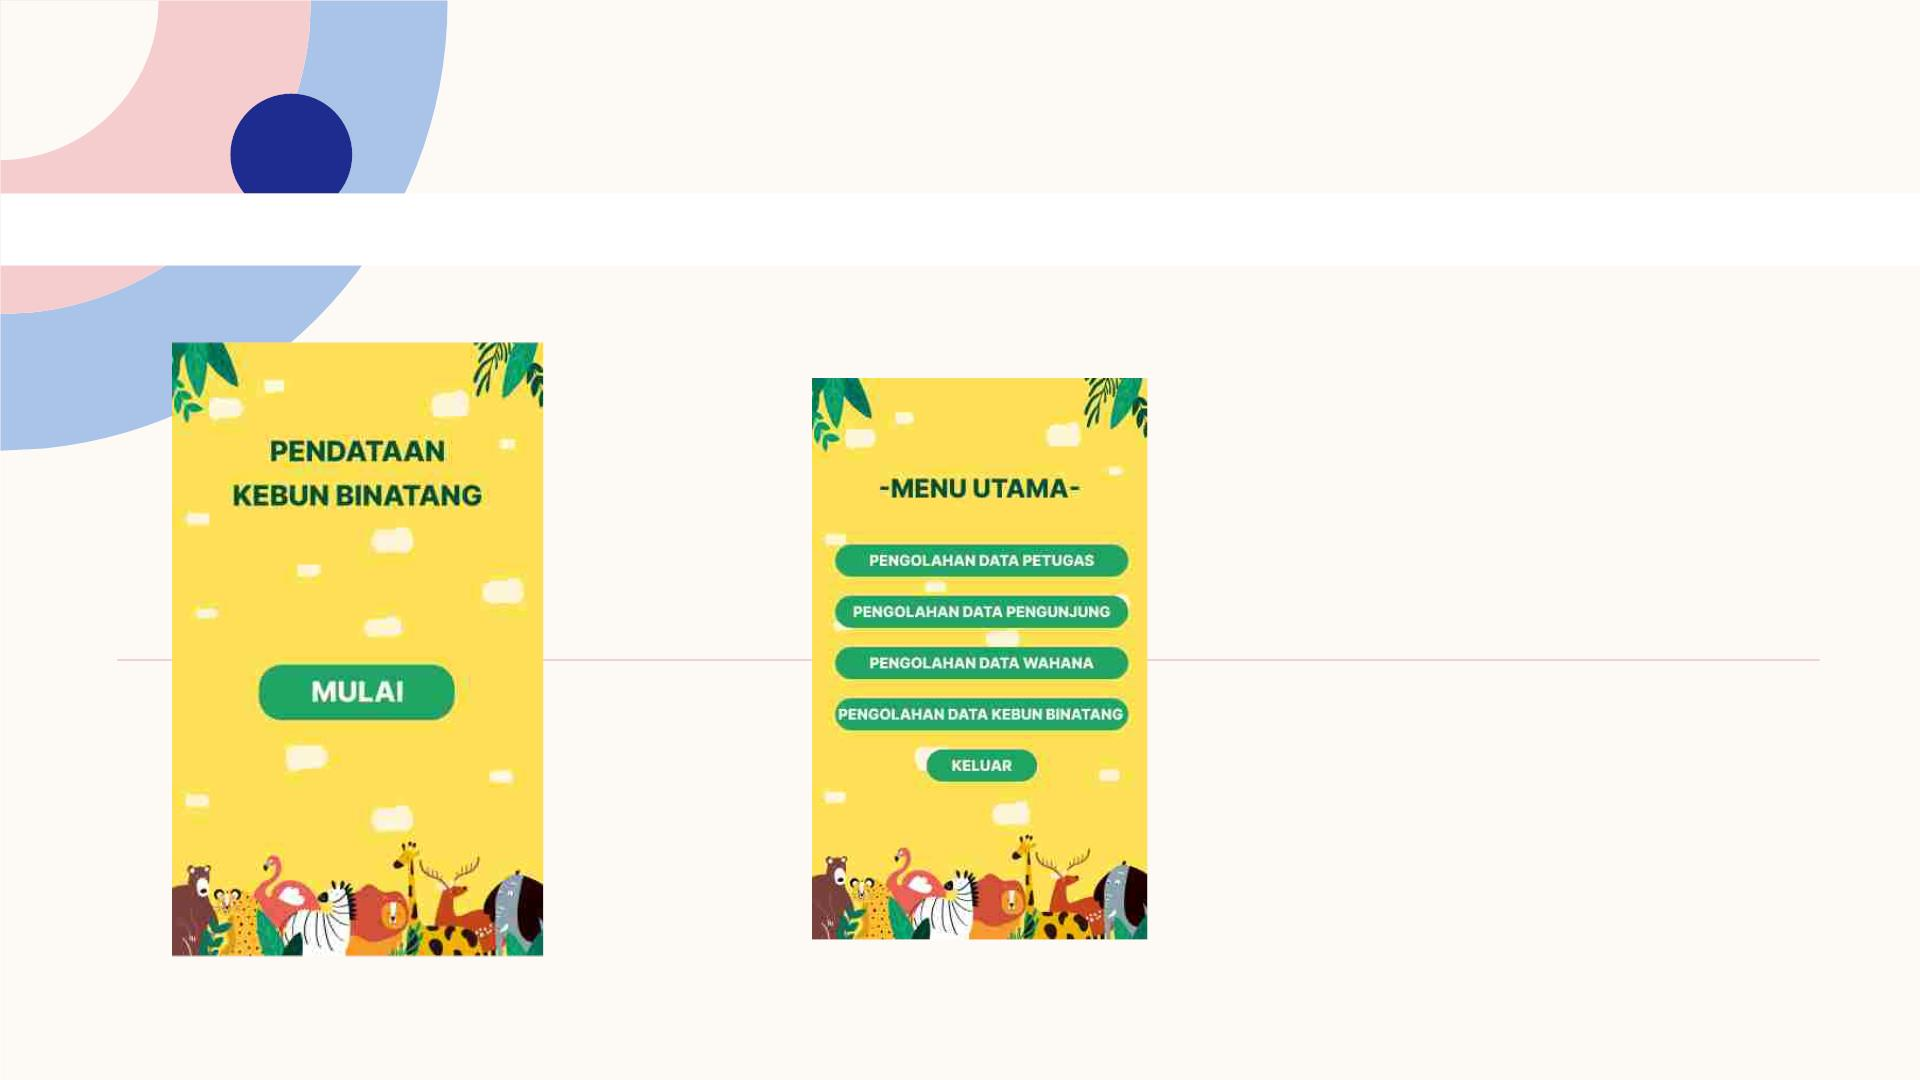 PENDATAAN
KEBUN BINATANG
MULAI
-MENU UTAMA-
PENGOLAHAN DATA PETUGAS
PENGOLAHAN DATA PENGUNJUNG
PENGOLAHAN DATA WAHANA
PENGOLAHAN DATA KEBUN BINATANG
KELUAR